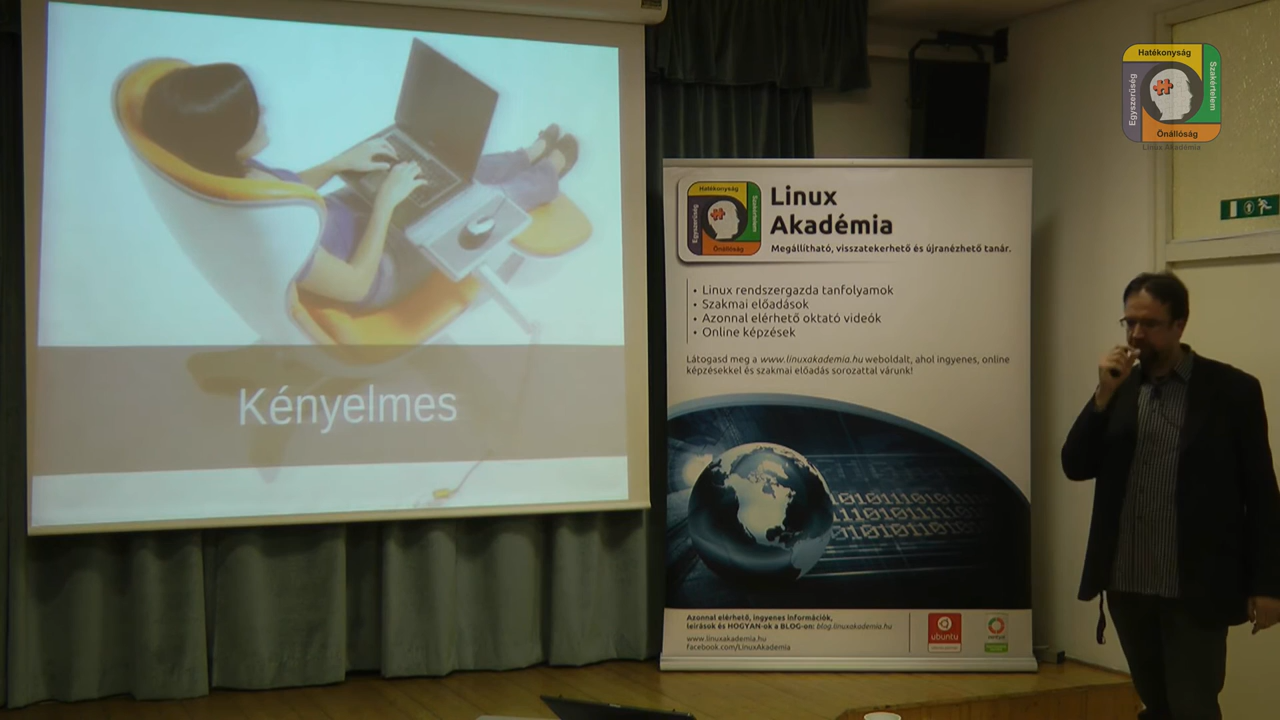 Kényelmes
Hatékonyság
Egyszerűség
Szakértelem
Önállóság
Linux
Akadémia
Megállítható, visszatekerhető és újranézhető tanár.
• Linux rendszergazda tanfolyamok
• Szakmai előadások
• Azonnal elérhető oktató videók
• Online képzések
Látogasd meg a www.linuxakademia.hu weboldalt, ahol ingyenes, online
képzésekkel és szakmai előadás sorozattal várunk!
Azonnal elérhető, ingyenes információk,
leírások és HOGYAN-ok a BLOG-on: blog.linuxakademia.hu
www.linuxakademia.hu
facebook.com/LinuxAkademia
ubuntu
Hatékonyság
Egyszerűség
Szakértelem
Önállóság
Linux Akadémia